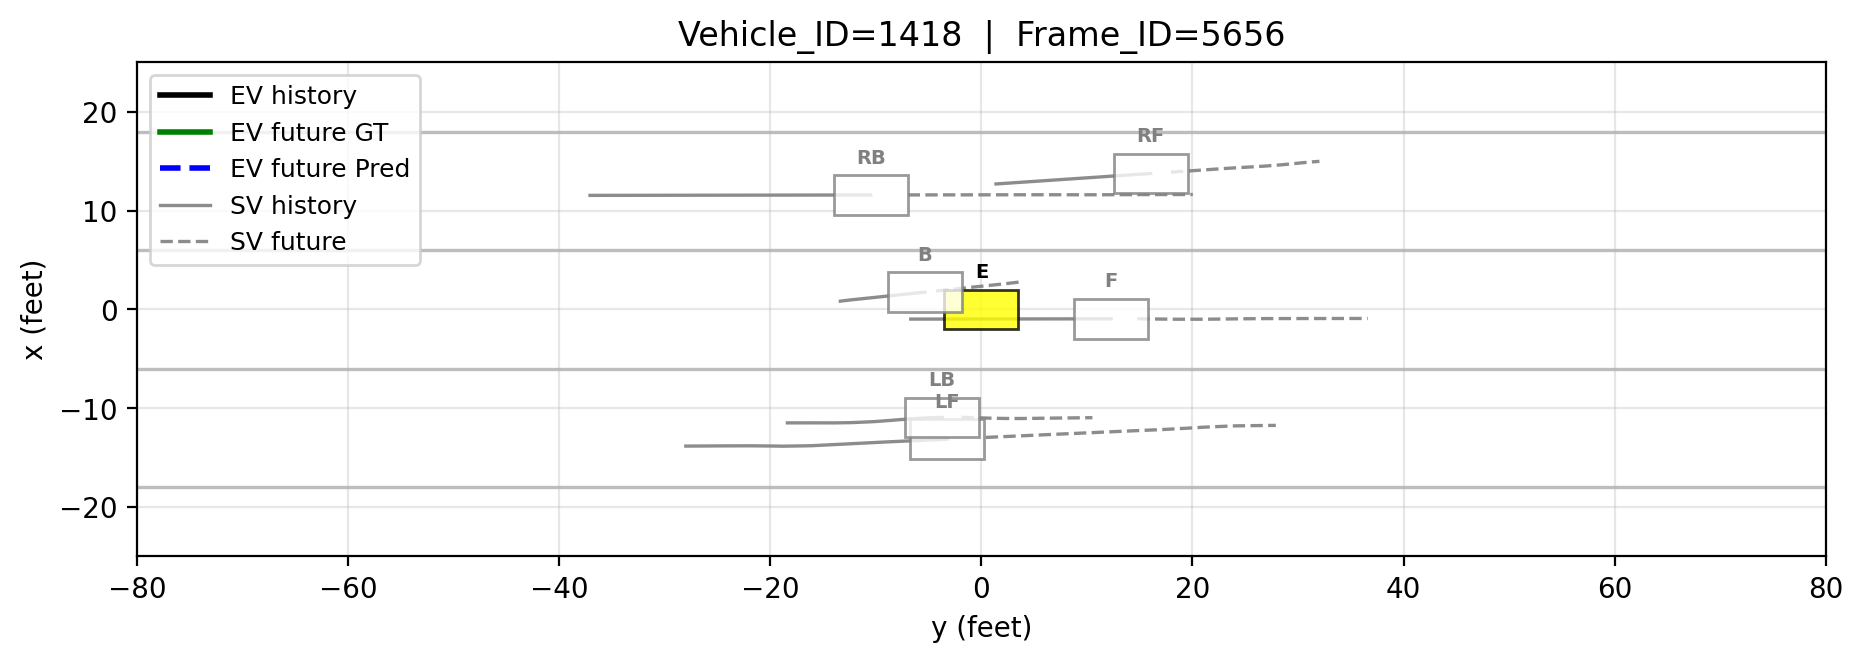 Vehicle_ID=1418 | Frame_ID=5656
EV history
EV future GT
EV future Pred
SV history
SV future
RB
RF
B
E
F
LB
LF
20
10
0
−10
−20
x (feet)
−80
−60
−40
−20
0
20
40
60
80
y (feet)